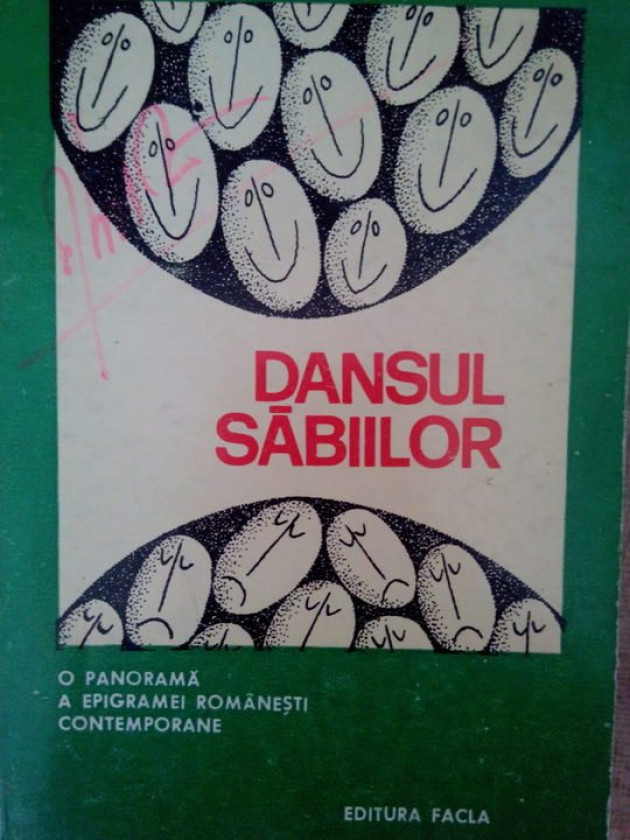 DANSUL
SĂBIILOR
O PANORAMĂ
A EPIGRAMEI ROMÂNEȘTI
CONTEMPORANE
EDITURA FACLA